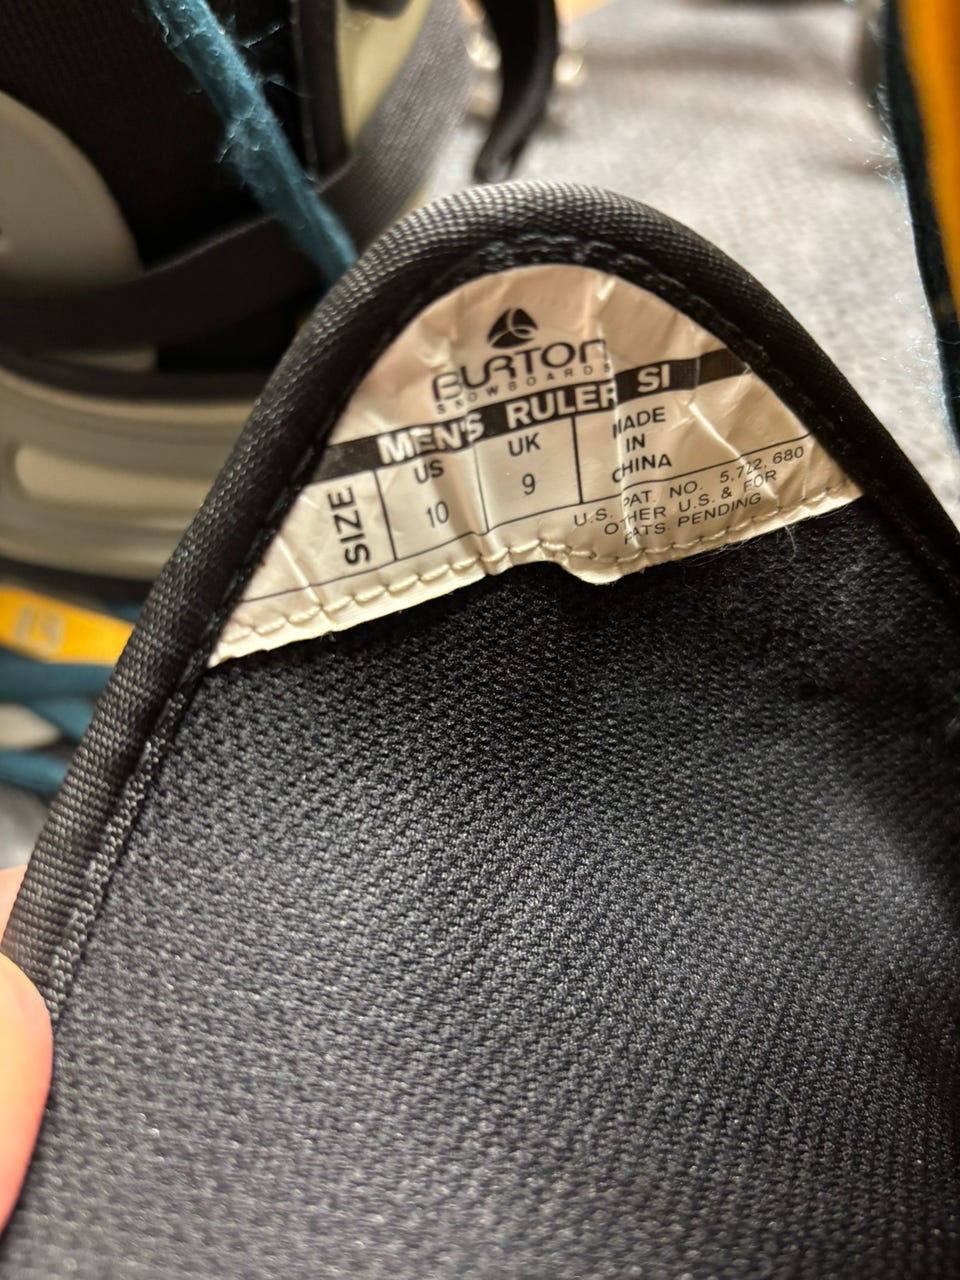 BURTON
SNOWBOARDS
MEN'S RULER SI
SIZE
US
10
UK
9
MADE
IN
CHINA
U.S. PAT. NO. 5,722,680
OTHER U.S. & FOR
PATS. PENDING